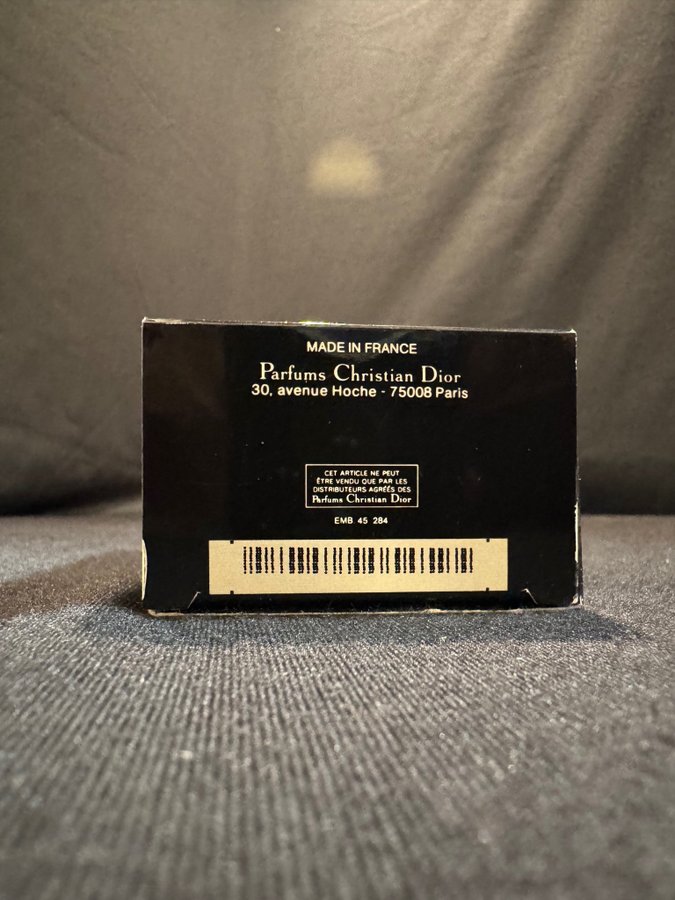 MADE IN FRANCE
Parfums Christian Dior
30, avenue Hoche - 75008 Paris
CET ARTICLE NE PEUT
ÊTRE VENDU QUE PAR LES
DISTRIBUTEURS AGRÉÉS DES
Parfums Christian Dior
EMB 45 284